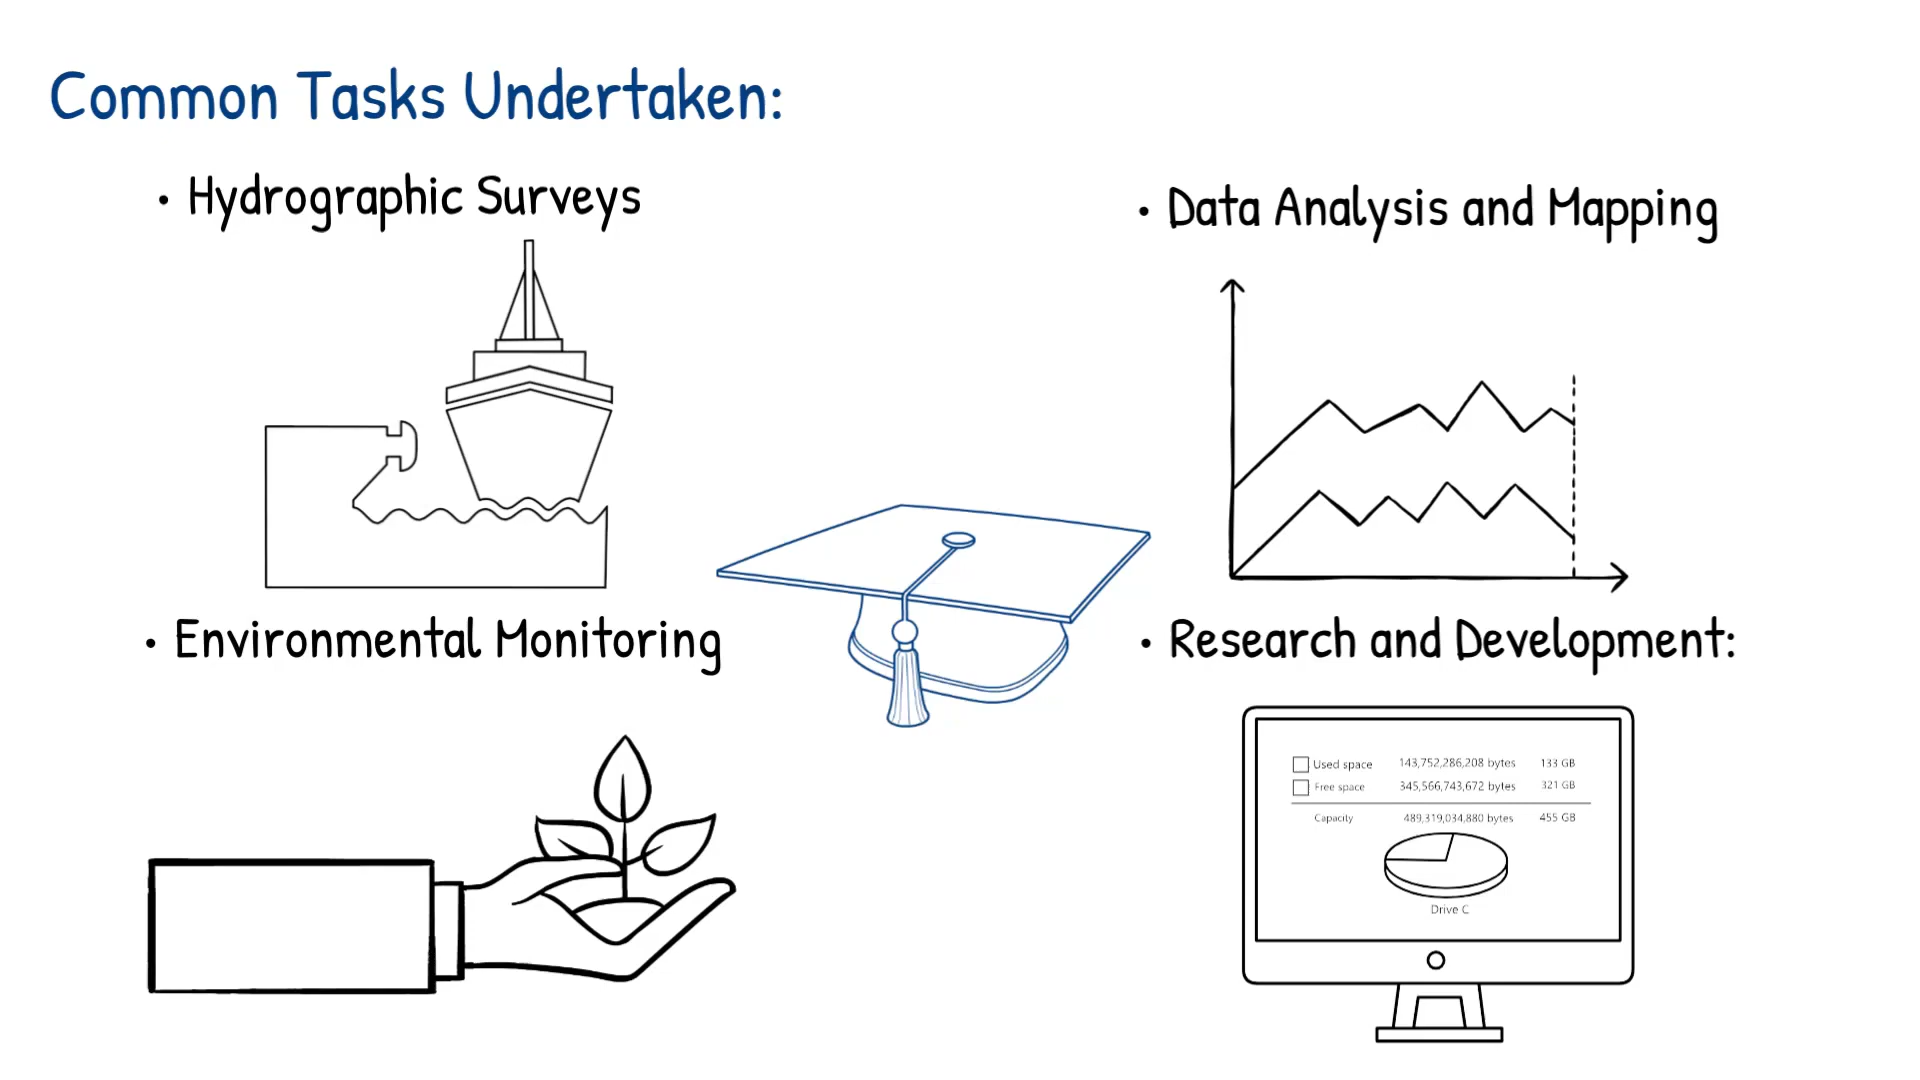 Common Tasks Undertaken:
• Hydrographic Surveys
• Data Analysis and Mapping
• Environmental Monitoring
• Research and Development:
Used space 143,752,286,208 bytes 133 GB
Free space 345,566,743,672 bytes 321 GB
Capacity 489,319,034,880 bytes 455 GB
Drive C